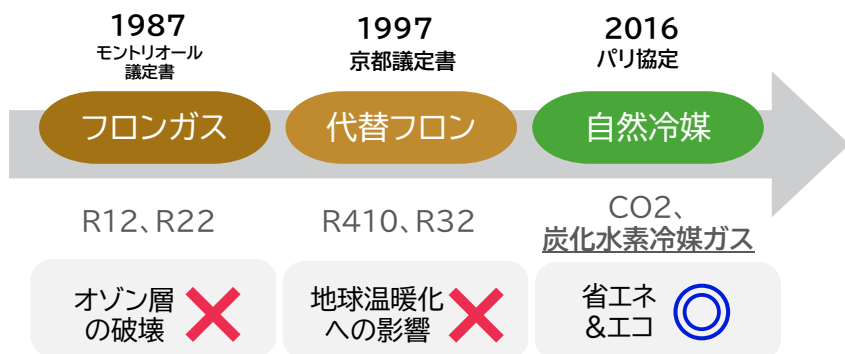 1987
モントリオール
議定書
フロンガス
R12、R22
オゾン層
の破壊
1997
京都議定書
代替フロン
R410、R32
地球温暖化
への影響
2016
パリ協定
自然冷媒
CO2、
炭化水素冷媒ガス
省エネ
&エコ